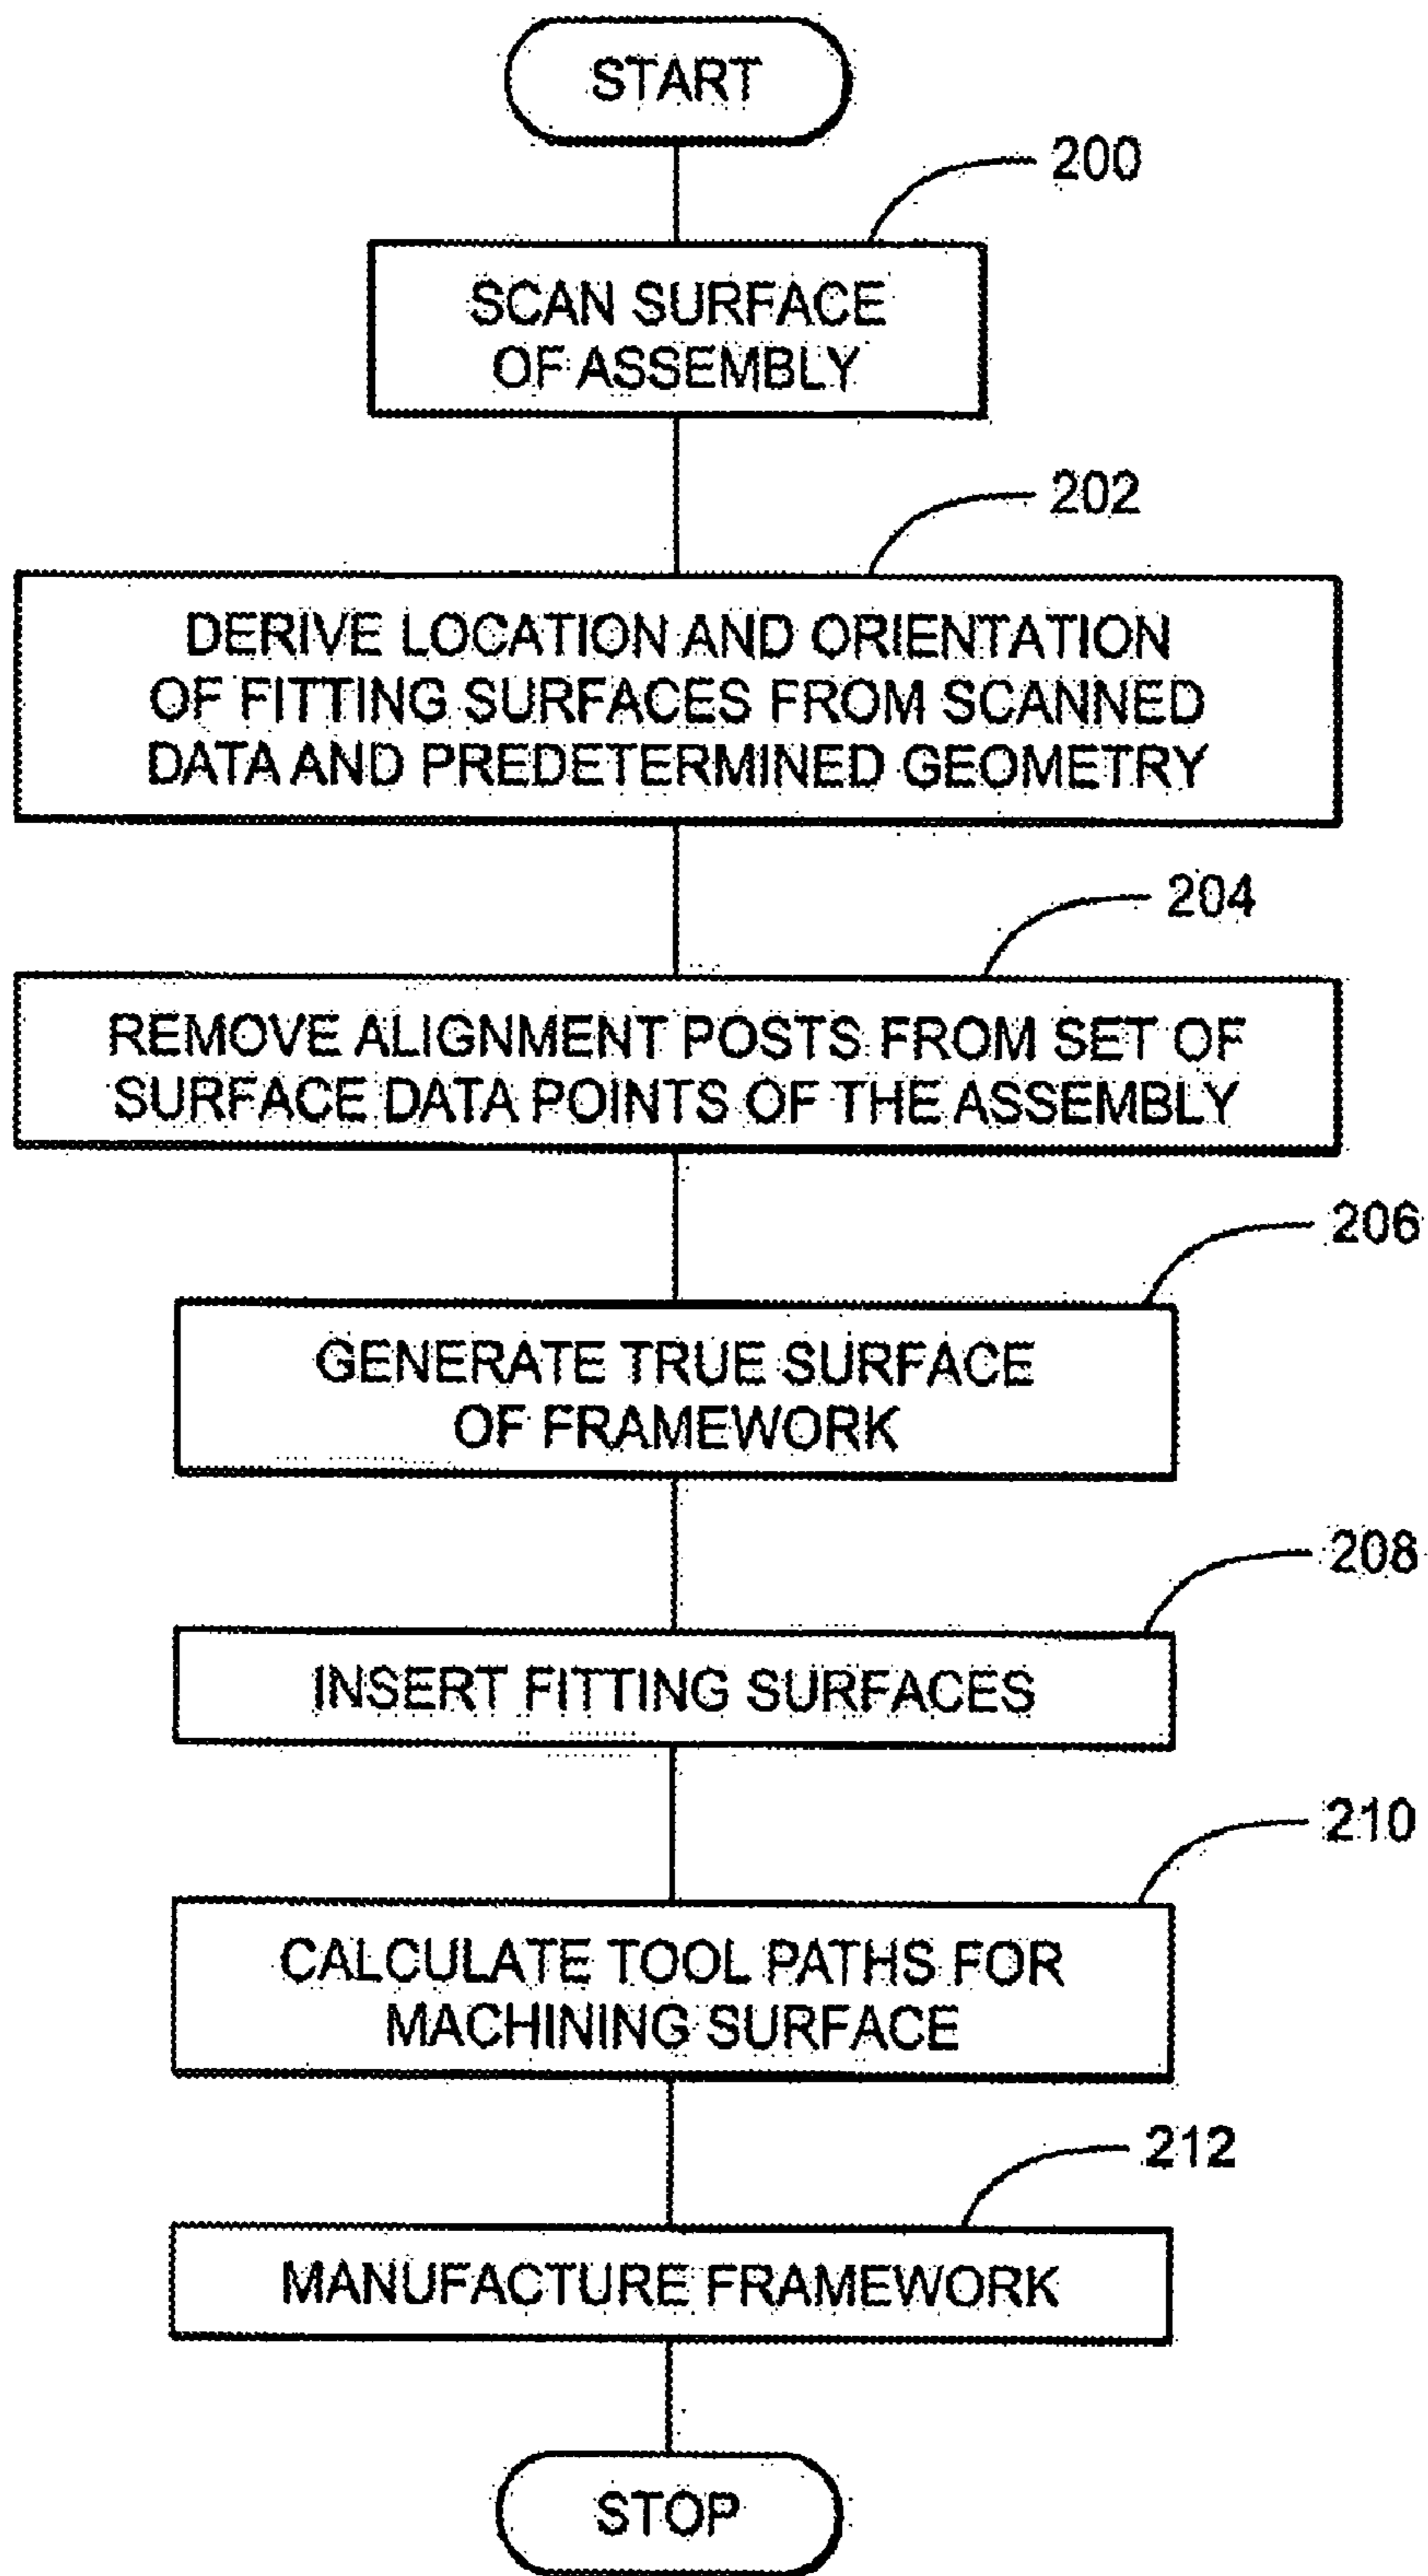 START
200
SCAN SURFACE
OF ASSEMBLY
202
DERIVE LOCATION AND ORIENTATION
OF FITTING SURFACES FROM SCANNED
DATA AND PREDETERMINED GEOMETRY
204
REMOVE ALIGNMENT POSTS FROM SET OF
SURFACE DATA POINTS OF THE ASSEMBLY
206
GENERATE TRUE SURFACE
OF FRAMEWORK
208
INSERT FITTING SURFACES
210
CALCULATE TOOL PATHS FOR
MACHINING SURFACE
212
MANUFACTURE FRAMEWORK
STOP